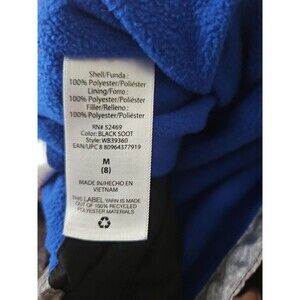 Shell/Funda :
100% Polyester/Poliéster
Lining/Forro :
100% Polyester/Poliéster
Filler/Relleno :
100% Polyester/Poliéster
RN# 52469
Color: BLACK SOOT
Style: WB39360
EAN/UPC 8 80964377919
M
(8)
MADE IN/HECHO EN
VIETNAM
THIS LABEL YARN IS MADE
OUT OF 100% RECYCLED
POLYESTER MATERIALS